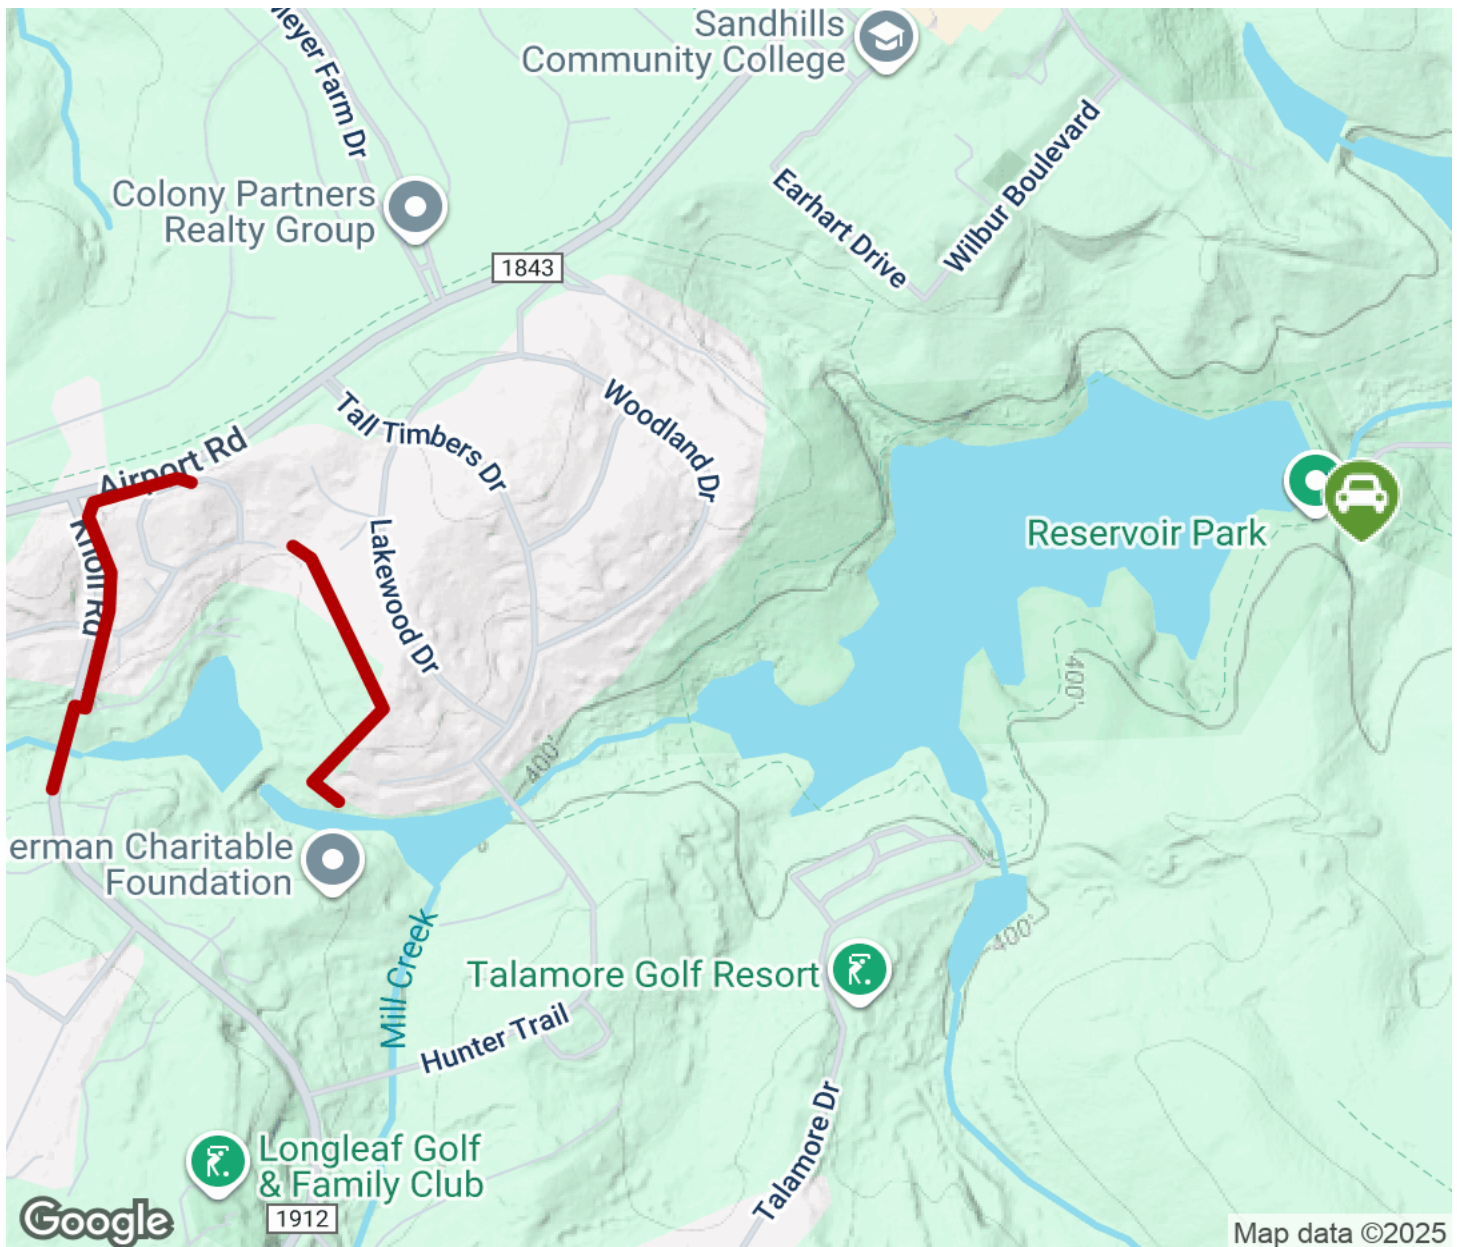 Meyer Farm Dr
Sandhills
Community College
Colony Partners
Realty Group
Earhart Drive
Wilbur Boulevard
1843
Woodland Dr
Tall Timbers Dr
Airport Rd
Knoll Rd
Lakewood Dr
Reservoir Park
400'
400'
400'
erman Charitable
Foundation
Mill Creek
Talamore Golf Resort
Hunter Trail
Talamore Dr
Longleaf Golf
& Family Club
1912
Google
Map data ©2025